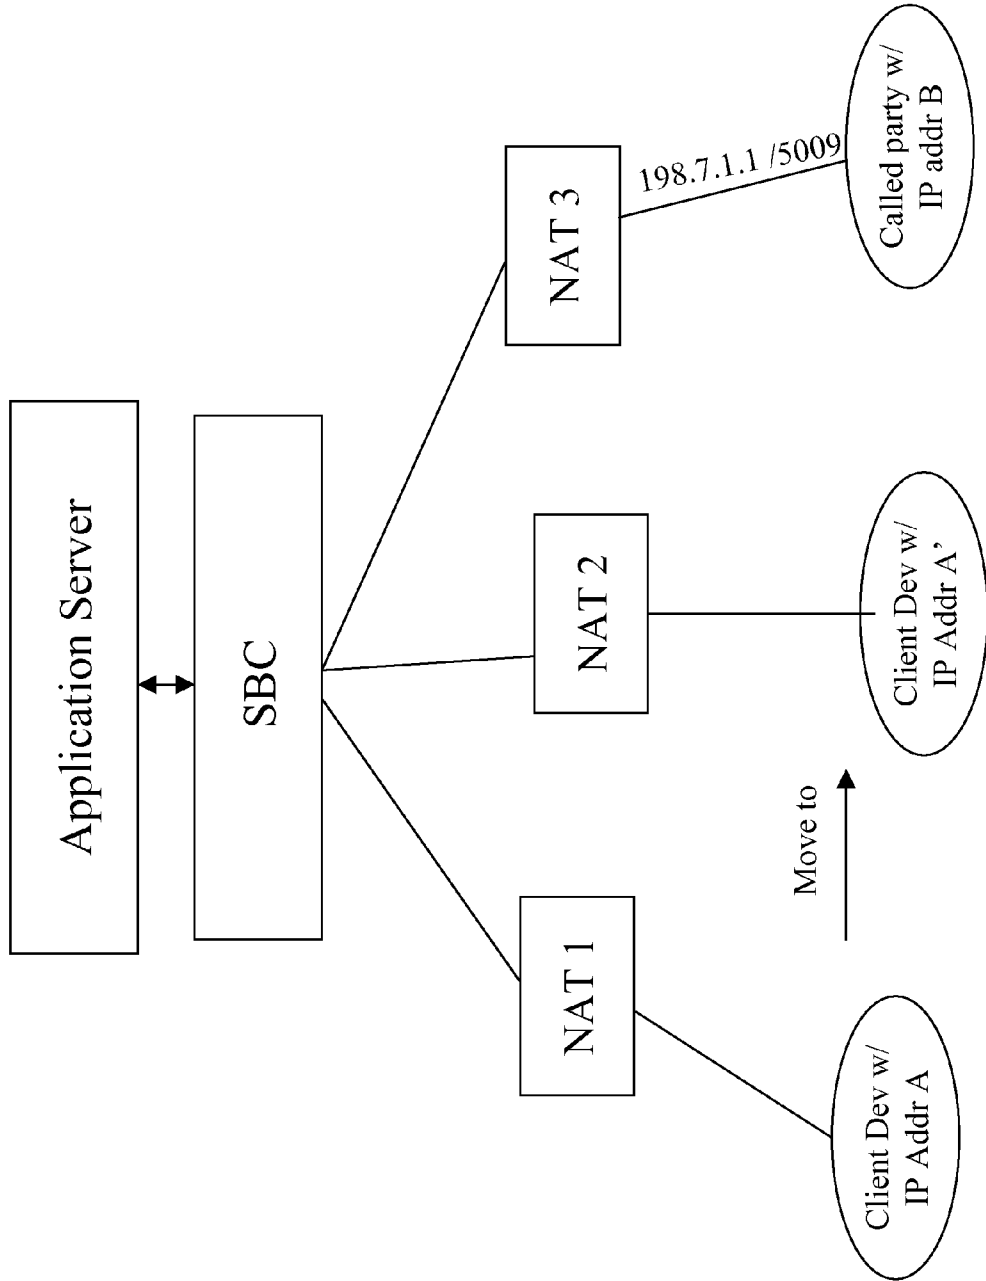 Application Server
SBC
NAT 1
NAT 2
NAT 3
198.7.1.1 /5009
Move to
Client Dev w/
IP Addr A
Client Dev w/
IP Addr A’
Called party w/
IP addr B